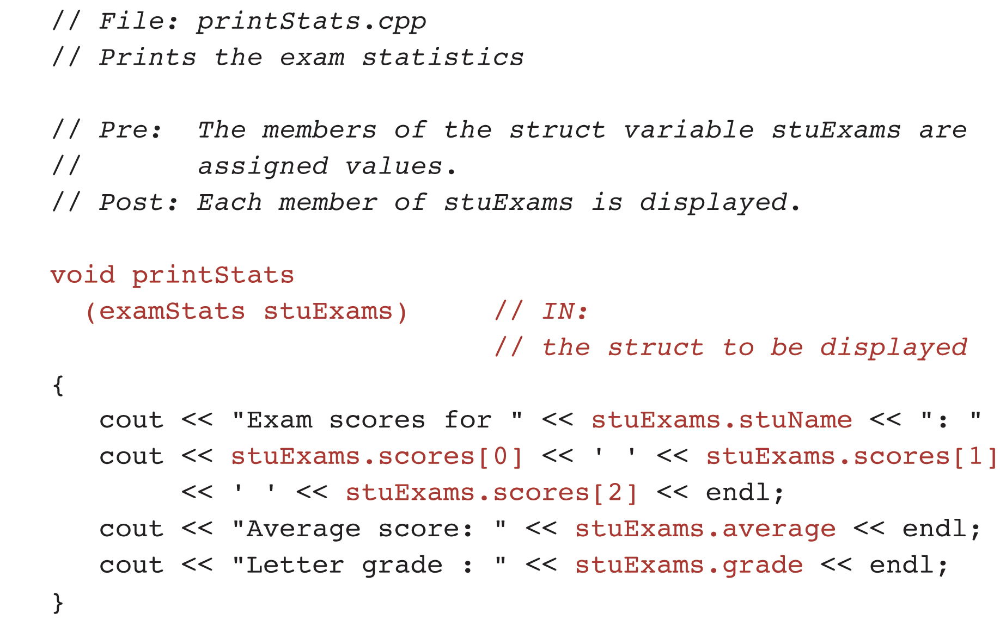 // File: printStats.cpp
// Prints the exam statistics

// Pre:  The members of the struct variable stuExams are
//       assigned values.
// Post: Each member of stuExams is displayed.

void printStats
  (examStats stuExams)     // IN:
                           // the struct to be displayed
{
   cout << "Exam scores for " << stuExams.stuName << ": "
   cout << stuExams.scores[0] << ' ' << stuExams.scores[1]
        << ' ' << stuExams.scores[2] << endl;
   cout << "Average score: " << stuExams.average << endl;
   cout << "Letter grade : " << stuExams.grade << endl;
}